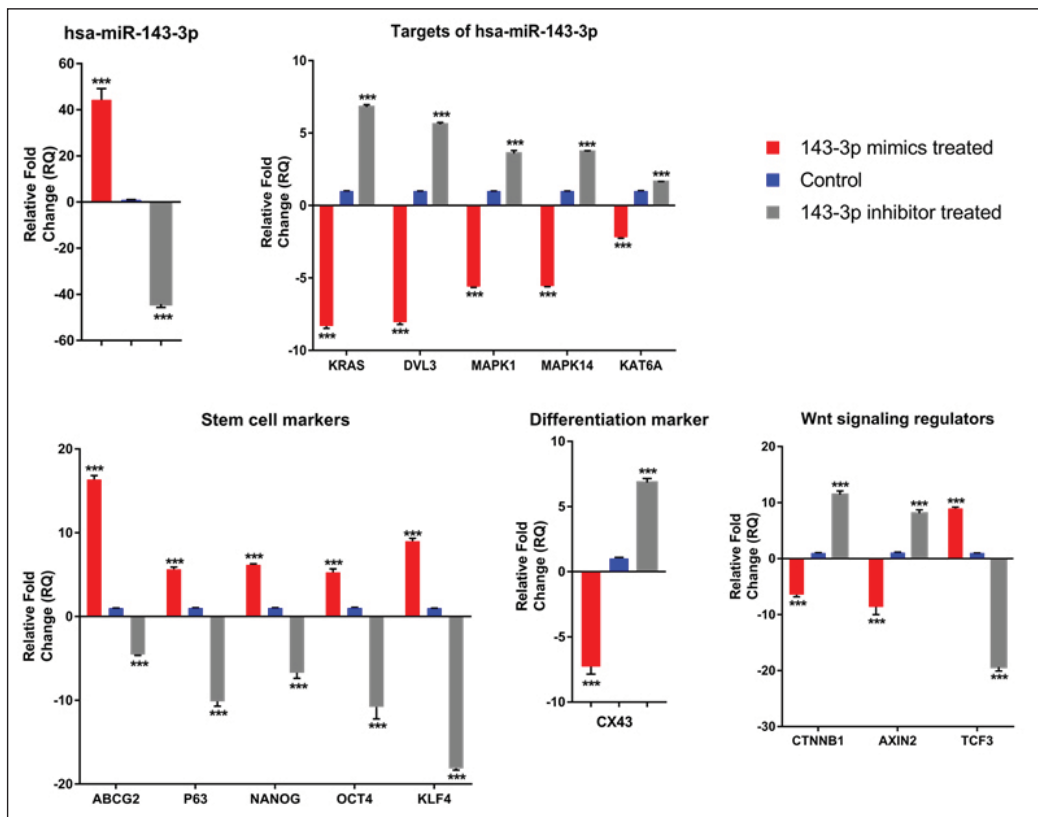 hsa-miR-143-3p
Relative Fold
Change (RQ)
60
40
20
0
-20
-40
-60
***
***
Targets of hsa-miR-143-3p
Relative Fold
Change (RQ)
10
5
0
-5
-10
*** *** *** *** ***
*** *** *** *** ***
KRAS DVL3 MAPK1 MAPK14 KAT6A
143-3p mimics treated
Control
143-3p inhibitor treated
Stem cell markers
Relative Fold
Change (RQ)
20
10
0
-10
-20
*** *** *** *** ***
*** *** *** *** ***
ABCG2 P63 NANOG OCT4 KLF4
Differentiation marker
Relative Fold
Change (RQ)
10
5
0
-5
-10
***
***
CX43
Wnt signaling regulators
Relative Fold
Change (RQ)
20
10
0
-10
-20
-30
*** *** ***
*** *** ***
CTNNB1 AXIN2 TCF3